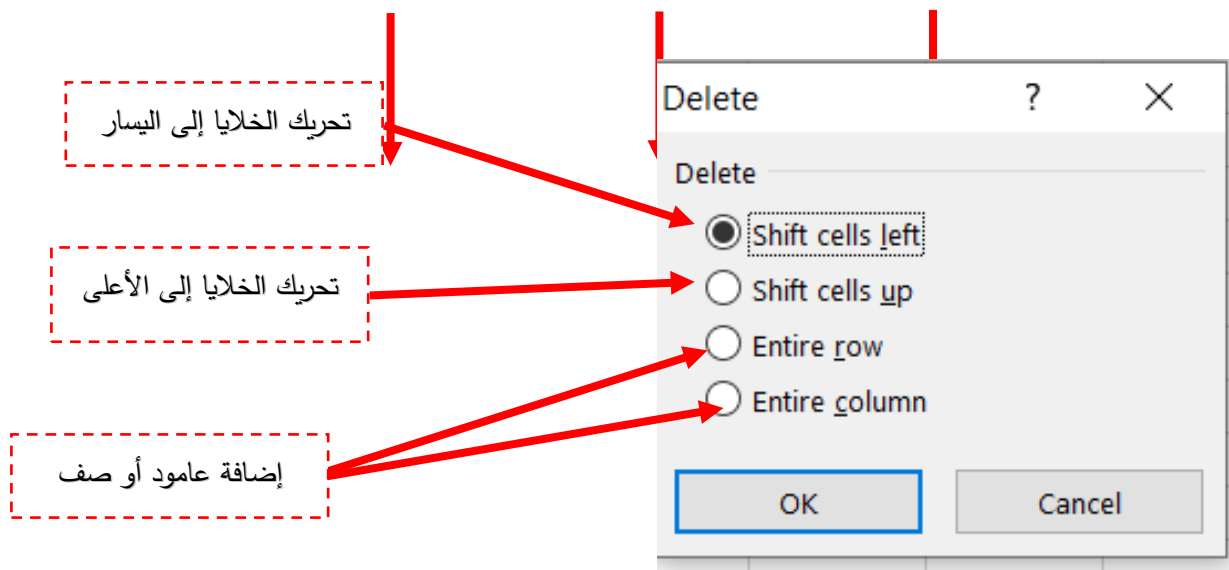 Delete ?
تحريك الخلايا إلى اليسار
Delete
Shift cells left
تحريك الخلايا إلى الأعلى
Shift cells up
Entire row
Entire column
إضافة عامود أو صف
OK Cancel